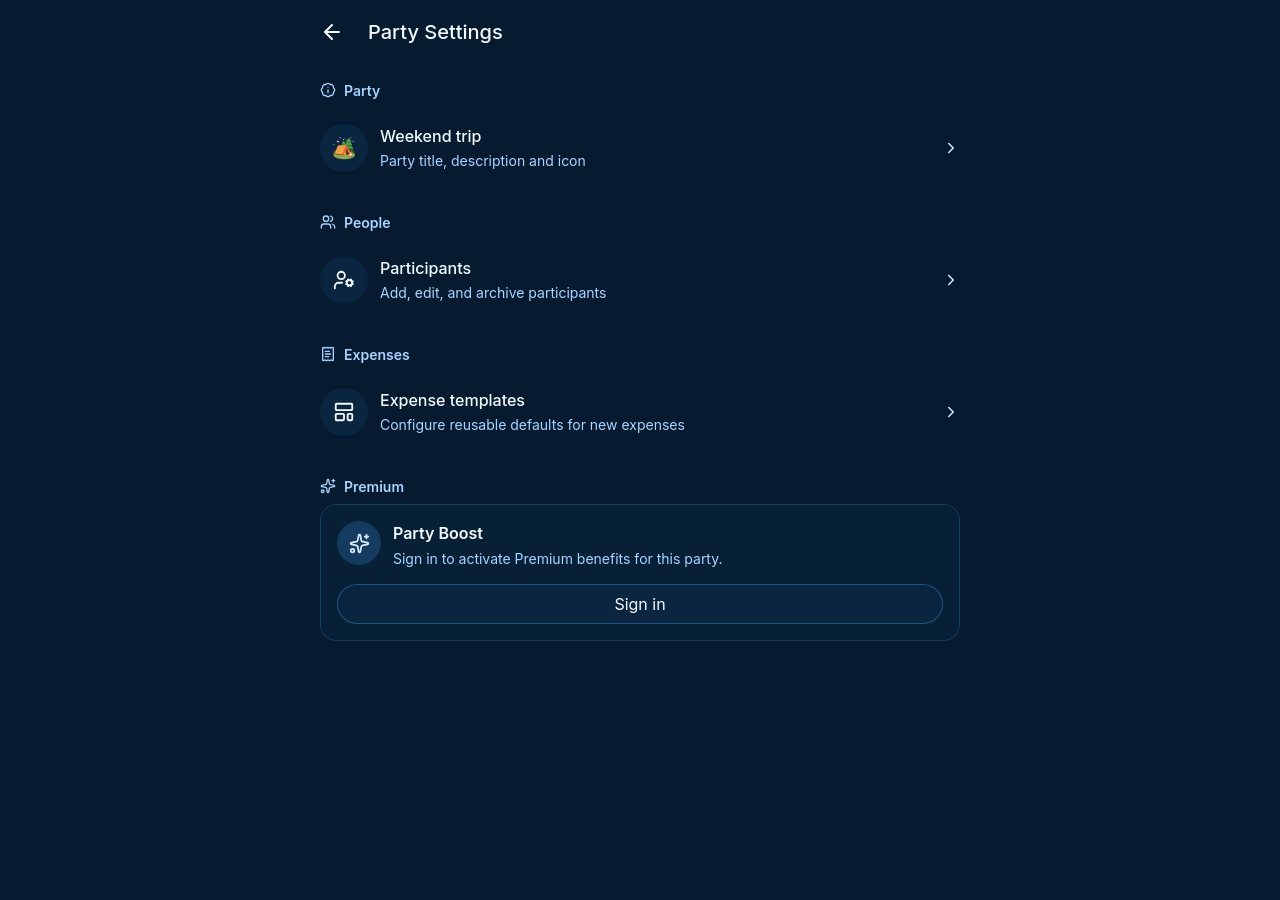 Party Settings
Party
Weekend trip
Party title, description and icon
People
Participants
Add, edit, and archive participants
Expenses
Expense templates
Configure reusable defaults for new expenses
Premium
Party Boost
Sign in to activate Premium benefits for this party.
Sign in